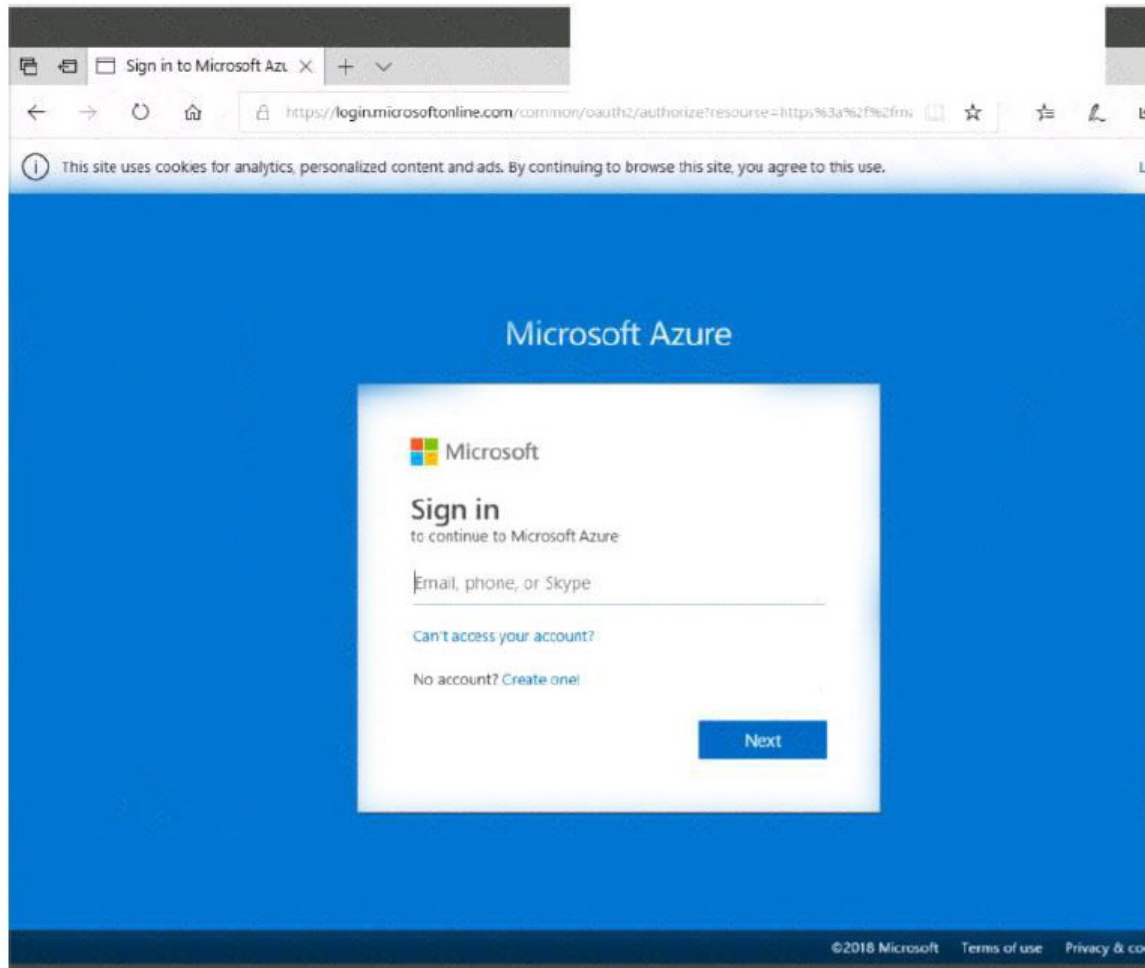 Sign in to Microsoft Azu
https://login.microsoftonline.com/common/oauth2/authorize?resource=https%3a%2f%2fm
This site uses cookies for analytics, personalized content and ads. By continuing to browse this site, you agree to this use.
Microsoft Azure
Microsoft
Sign in
to continue to Microsoft Azure
Email, phone, or Skype
Can't access your account?
No account? Create one!
Next
©2018 Microsoft Terms of use Privacy & co